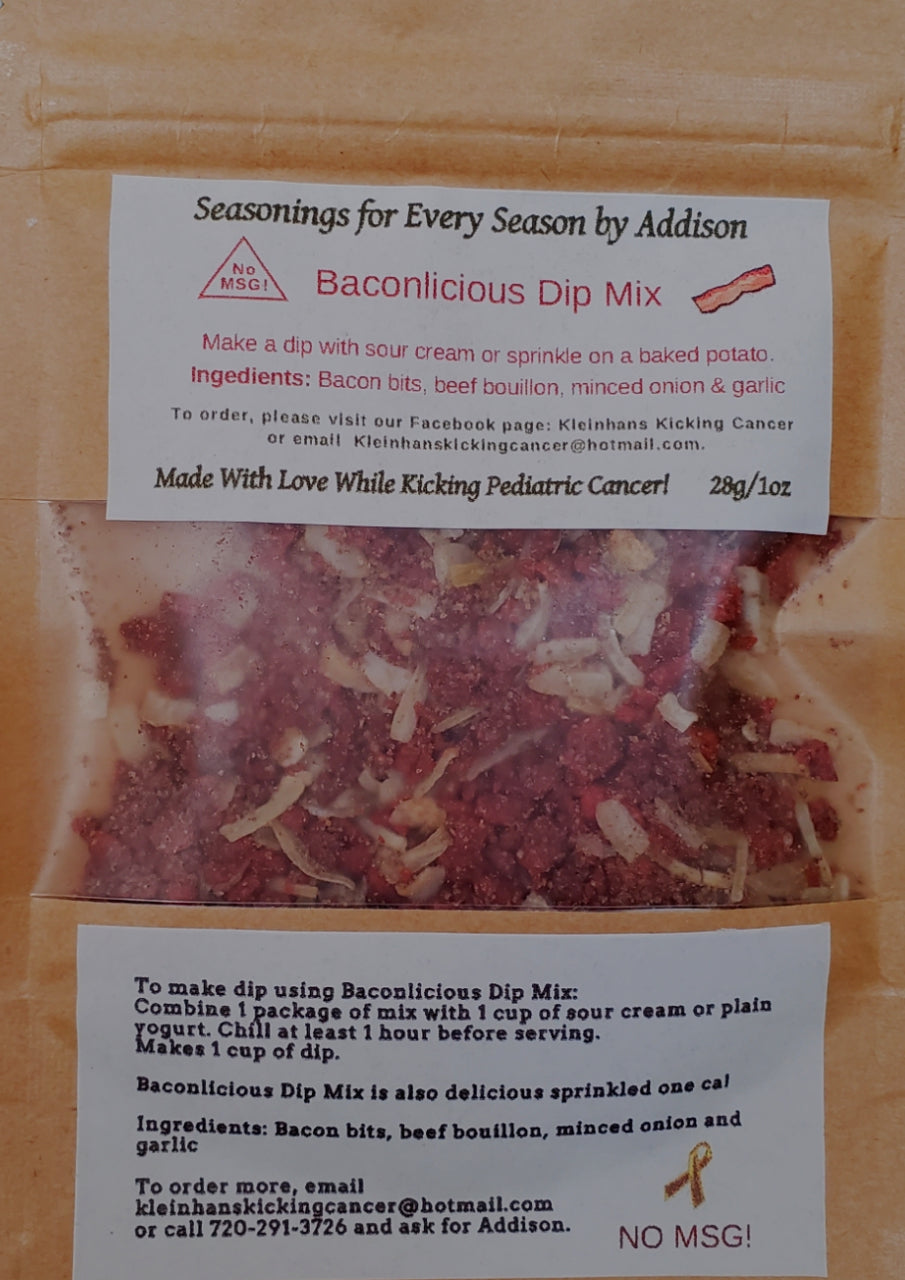 Seasonings for Every Season by Addison
No
MSG!
Baconlicious Dip Mix
Make a dip with sour cream or sprinkle on a baked potato.
Ingedients: Bacon bits, beef bouillon, minced onion & garlic
To order, please visit our Facebook page: Kleinhans Kicking Cancer
or email Kleinhanskickingcancer@hotmail.com.
Made With Love While Kicking Pediatric Cancer! 28g/1oz
To make dip using Baconlicious Dip Mix:
Combine 1 package of mix with 1 cup of sour cream or plain
yogurt. Chill at least 1 hour before serving.
Makes 1 cup of dip.
Baconlicious Dip Mix is also delicious sprinkled one cal
Ingredients: Bacon bits, beef bouillon, minced onion and
garlic
To order more, email
kleinhanskickingcancer@hotmail.com
or call 720-291-3726 and ask for Addison.
NO MSG!